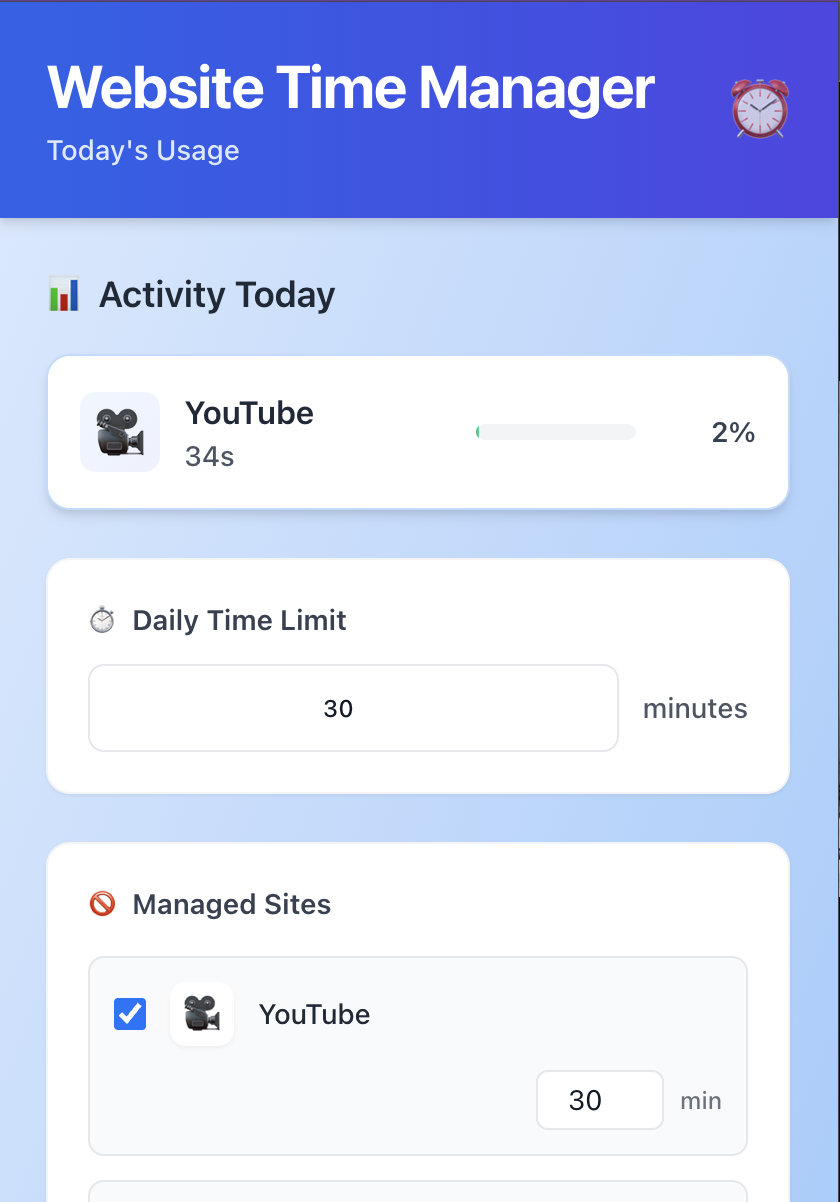 Website Time Manager
Today's Usage
Activity Today
YouTube
34s
2%
Daily Time Limit
30
minutes
Managed Sites
YouTube
30
min